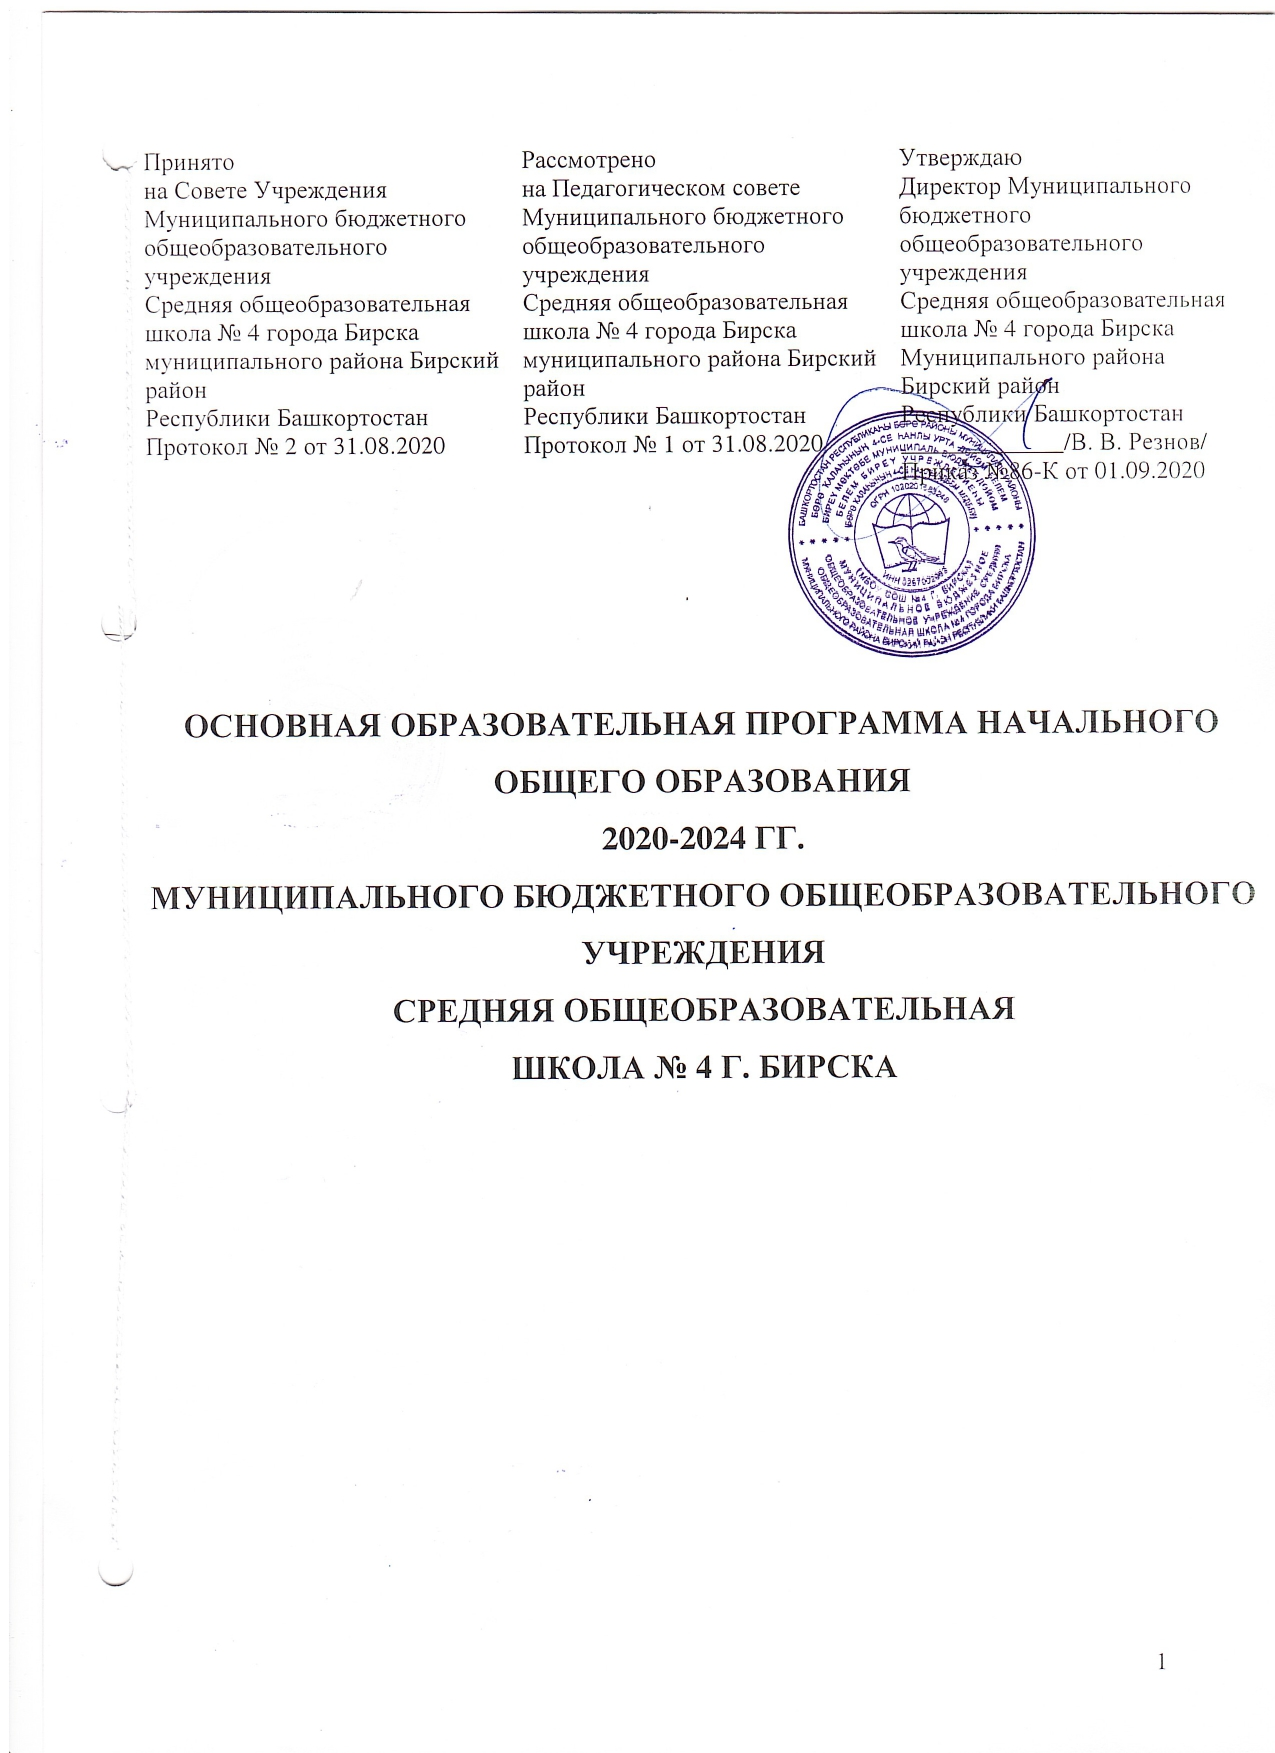 Принято
на Совете Учреждения
Муниципального бюджетного
общеобразовательного
учреждения
Средняя общеобразовательная
школа № 4 города Бирска
муниципального района Бирский
район
Республики Башкортостан
Протокол № 2 от 31.08.2020
Рассмотрено
на Педагогическом совете
Муниципального бюджетного
общеобразовательного
учреждения
Средняя общеобразовательная
школа № 4 города Бирска
муниципального района Бирский
район
Республики Башкортостан
Протокол № 1 от 31.08.2020
Утверждаю
Директор Муниципального
бюджетного
общеобразовательного
учреждения
Средняя общеобразовательная
школа № 4 города Бирска
Муниципального района
Бирский район
Республики Башкортостан
/В. В. Резнов/
Приказ №86-К от 01.09.2020
ОСНОВНАЯ ОБРАЗОВАТЕЛЬНАЯ ПРОГРАММА НАЧАЛЬНОГО
ОБЩЕГО ОБРАЗОВАНИЯ
2020-2024 ГГ.
МУНИЦИПАЛЬНОГО БЮДЖЕТНОГО ОБЩЕОБРАЗОВАТЕЛЬНОГО
УЧРЕЖДЕНИЯ
СРЕДНЯЯ ОБЩЕОБРАЗОВАТЕЛЬНАЯ
ШКОЛА № 4 Г. БИРСКА
1